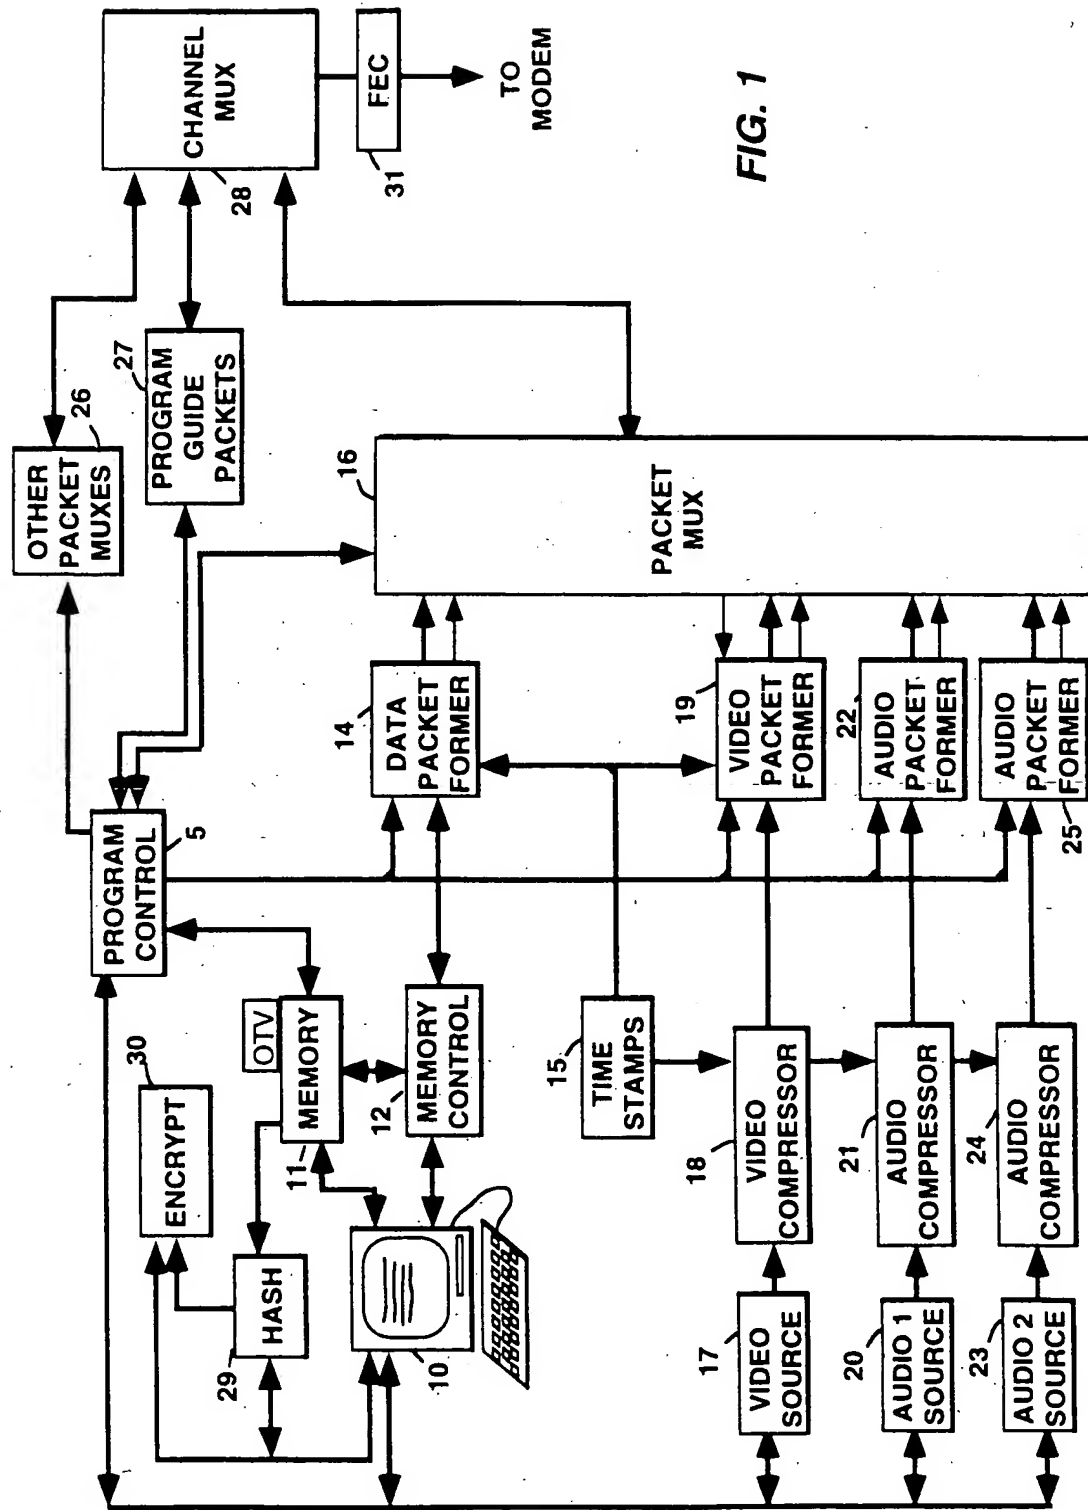 CHANNEL
MUX
28
FEC
31
TO
MODEM
FIG. 1
OTHER
PACKET
MUXES
26
PROGRAM
GUIDE
PACKETS
27
PACKET
MUX
16
PROGRAM
CONTROL
5
DATA
PACKET
FORMER
14
VIDEO
PACKET
FORMER
19
AUDIO
PACKET
FORMER
22
AUDIO
PACKET
FORMER
25
ENCRYPT
30
OTV
MEMORY
11
MEMORY
CONTROL
12
TIME
STAMPS
15
VIDEO
COMPRESSOR
18
AUDIO
COMPRESSOR
21
AUDIO
COMPRESSOR
24
HASH
29
10
VIDEO
SOURCE
17
AUDIO 1
SOURCE
20
AUDIO 2
SOURCE
23